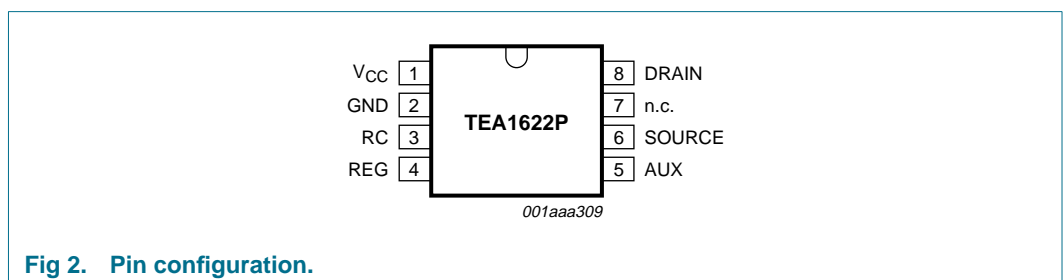 VCC 1
GND 2
RC 3
REG 4
TEA1622P
8 DRAIN
7 n.c.
6 SOURCE
5 AUX
001aaa309
Fig 2. Pin configuration.